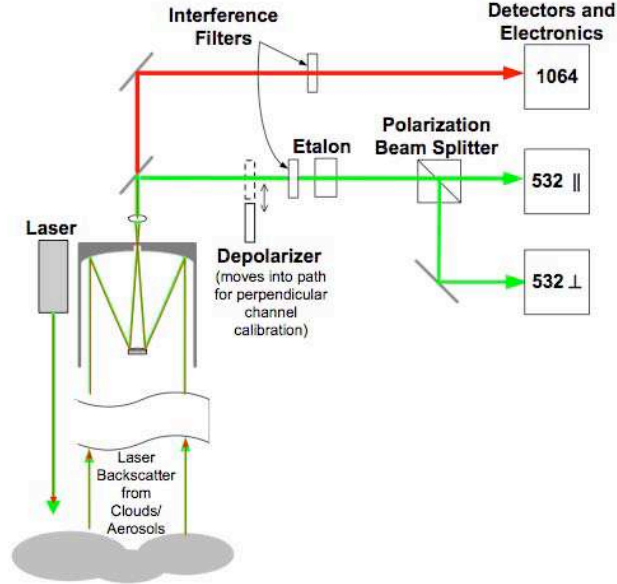 Detectors and
Electronics
Interference
Filters
1064
Etalon
Polarization
Beam Splitter
532 ||
Laser
Depolarizer
(moves into path
for perpendicular
channel
calibration)
532 ⊥
Laser
Backscatter
from
Clouds/
Aerosols